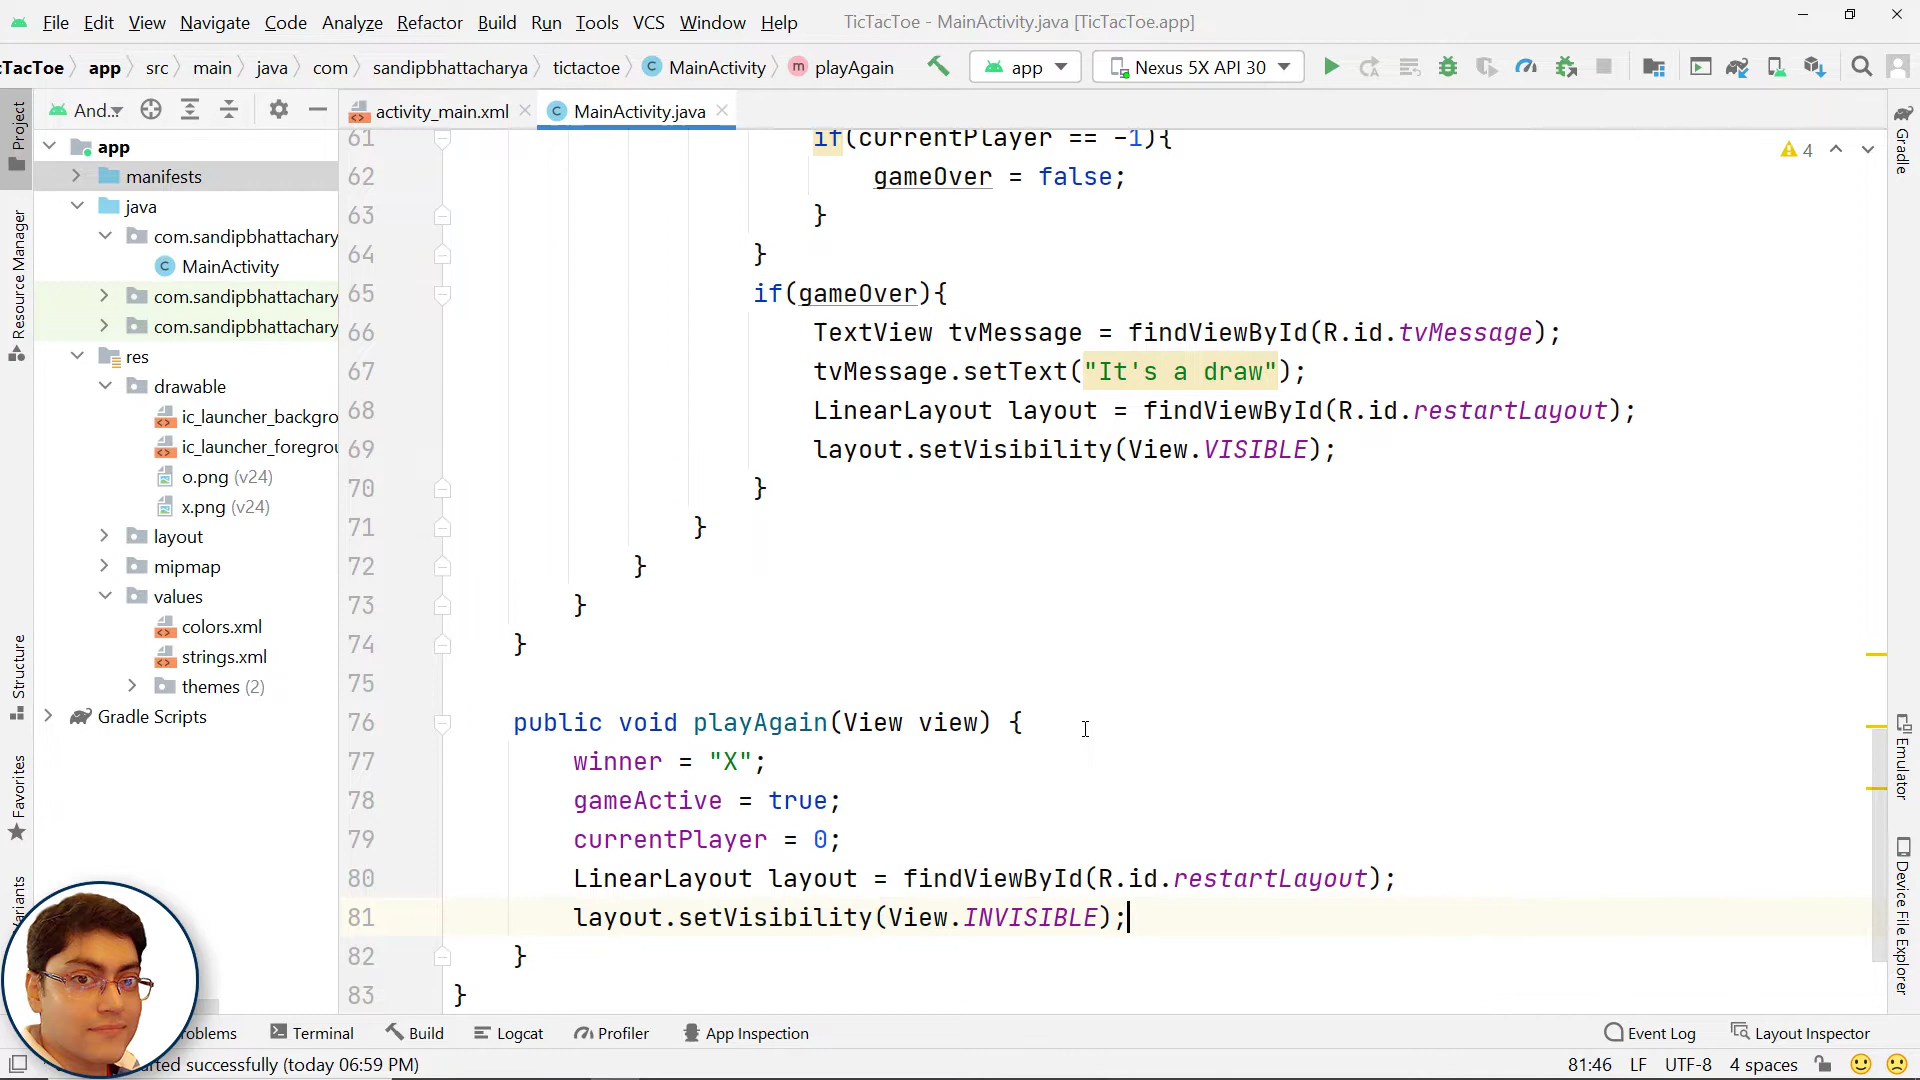 File Edit View Navigate Code Analyze Refactor Build Run Tools VCS Window Help TicTacToe - MainActivity.java [TicTacToe.app]
TacToe app src main java com sandipbhattacharya tictactoe MainActivity playAgain app Nexus 5X API 30
And... activity_main.xml MainActivity.java
Project
Resource Manager
Structure
Favorites
app
manifests
java
com.sandipbhattachary
MainActivity
com.sandipbhattachary
com.sandipbhattachary
res
drawable
ic_launcher_backgro
ic_launcher_foregrou
o.png (v24)
x.png (v24)
layout
mipmap
values
colors.xml
strings.xml
themes (2)
Gradle Scripts
4
61 if(currentPlayer == -1){
62 gameOver = false;
63 }
64 }
65 if(gameOver){
66 TextView tvMessage = findViewById(R.id.tvMessage);
67 tvMessage.setText("It's a draw");
68 LinearLayout layout = findViewById(R.id.restartLayout);
69 layout.setVisibility(View.VISIBLE);
70 }
71 }
72 }
73 }
74 }
75
76 public void playAgain(View view) {
77 winner = "X";
78 gameActive = true;
79 currentPlayer = 0;
80 LinearLayout layout = findViewById(R.id.restartLayout);
81 layout.setVisibility(View.INVISIBLE);
82 }
83 }
Gradle
Emulator
Device File Explorer
oblems Terminal Build Logcat Profiler App Inspection Event Log Layout Inspector
rted successfully (today 06:59 PM) 81:46 LF UTF-8 4 spaces